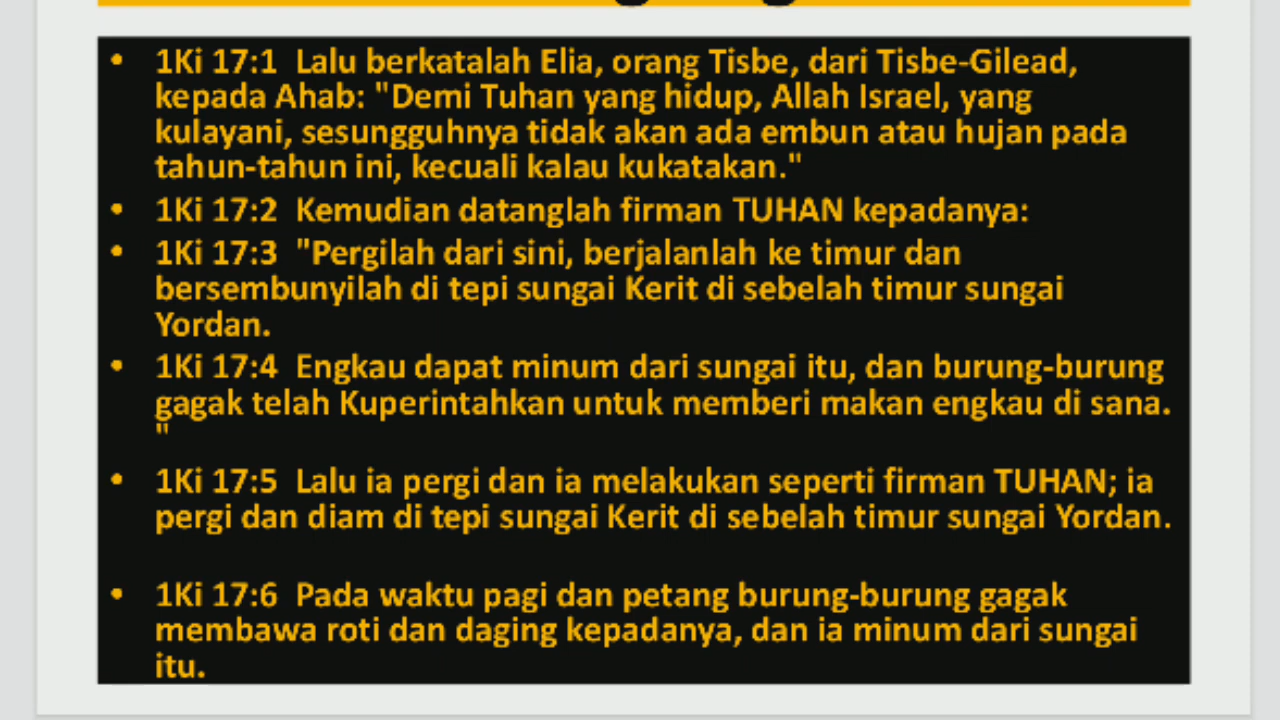 • 1Ki 17:1 Lalu berkatalah Elia, orang Tisbe, dari Tisbe-Gilead,
kepada Ahab: "Demi Tuhan yang hidup, Allah Israel, yang
kulayani, sesungguhnya tidak akan ada embun atau hujan pada
tahun-tahun ini, kecuali kalau kukatakan."
• 1Ki 17:2 Kemudian datanglah firman TUHAN kepadanya:
• 1Ki 17:3 "Pergilah dari sini, berjalanlah ke timur dan
bersembunyilah di tepi sungai Kerit di sebelah timur sungai
Yordan.
• 1Ki 17:4 Engkau dapat minum dari sungai itu, dan burung-burung
gagak telah Kuperintahkan untuk memberi makan engkau di sana.
"
• 1Ki 17:5 Lalu ia pergi dan ia melakukan seperti firman TUHAN; ia
pergi dan diam di tepi sungai Kerit di sebelah timur sungai Yordan.
• 1Ki 17:6 Pada waktu pagi dan petang burung-burung gagak
membawa roti dan daging kepadanya, dan ia minum dari sungai
itu.